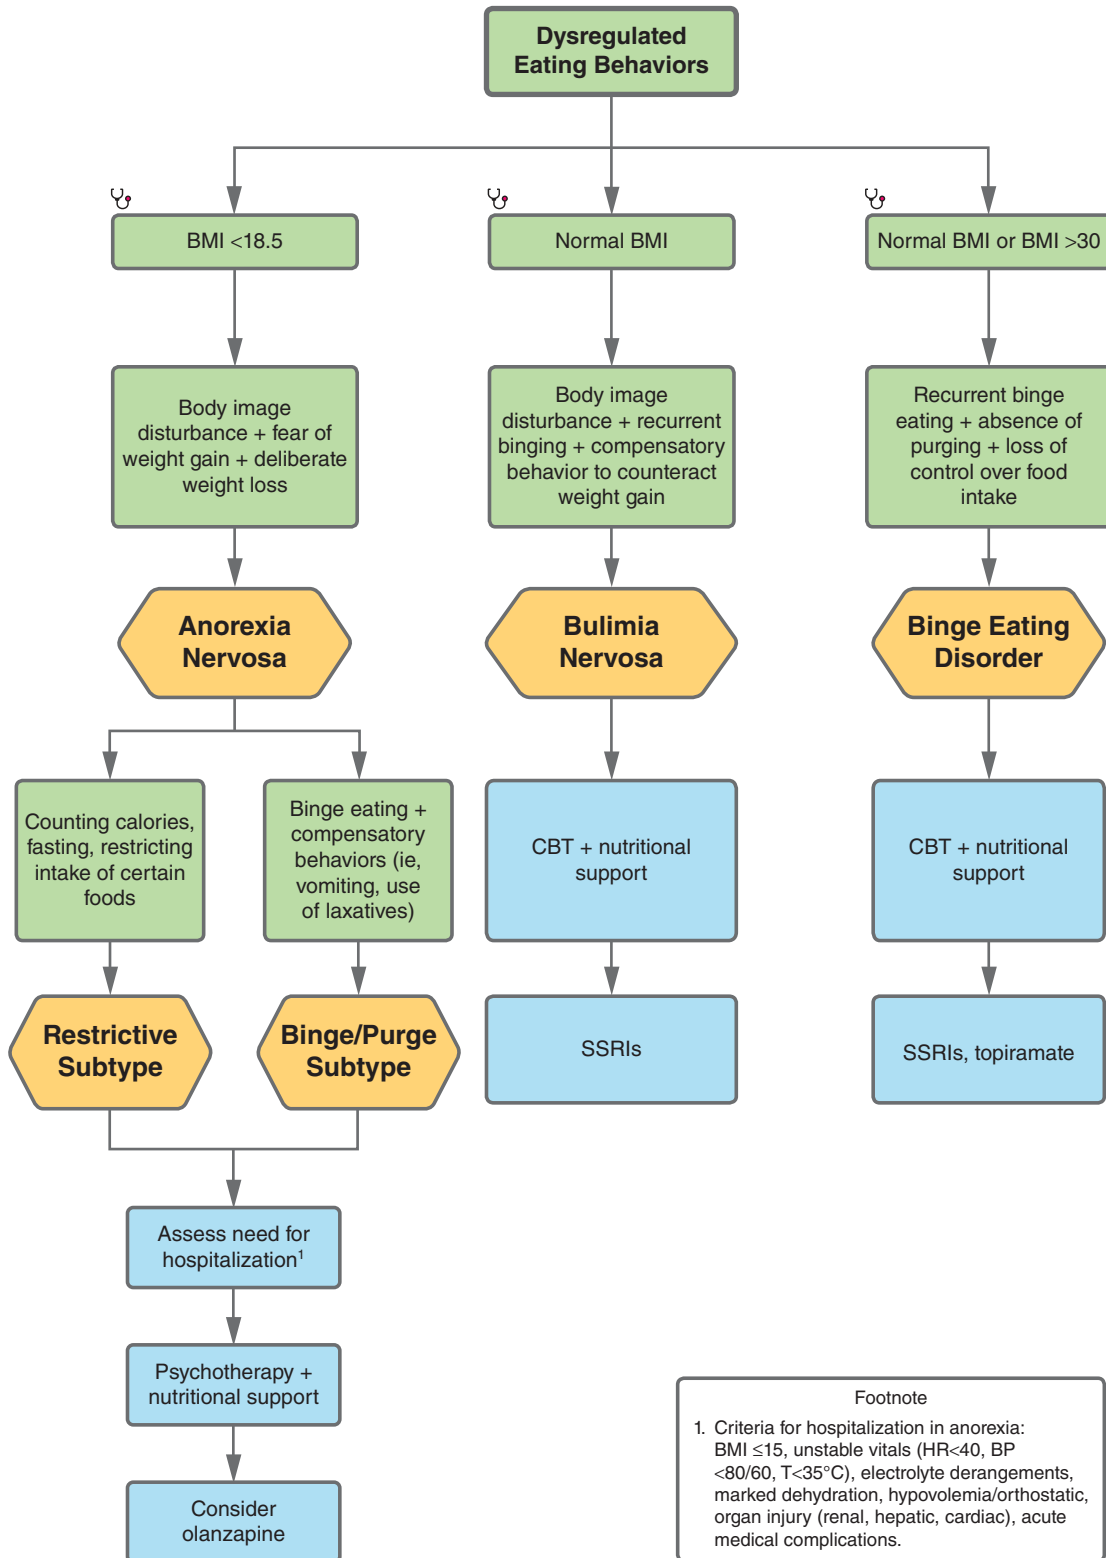 Dysregulated
Eating Behaviors
BMI <18.5
Normal BMI
Normal BMI or BMI >30
Body image
disturbance + fear of
weight gain + deliberate
weight loss
Body image
disturbance + recurrent
binging + compensatory
behavior to counteract
weight gain
Recurrent binge
eating + absence of
purging + loss of
control over food
intake
Anorexia
Nervosa
Bulimia
Nervosa
Binge Eating
Disorder
Counting calories,
fasting, restricting
intake of certain
foods
Binge eating +
compensatory
behaviors (ie,
vomiting, use
of laxatives)
CBT + nutritional
support
CBT + nutritional
support
Restrictive
Subtype
Binge/Purge
Subtype
SSRIs
SSRIs, topiramate
Assess need for
hospitalization¹
Psychotherapy +
nutritional support
Consider
olanzapine
Footnote
1. Criteria for hospitalization in anorexia:
BMI ≤15, unstable vitals (HR<40, BP
<80/60, T<35°C), electrolyte derangements,
marked dehydration, hypovolemia/orthostatic,
organ injury (renal, hepatic, cardiac), acute
medical complications.